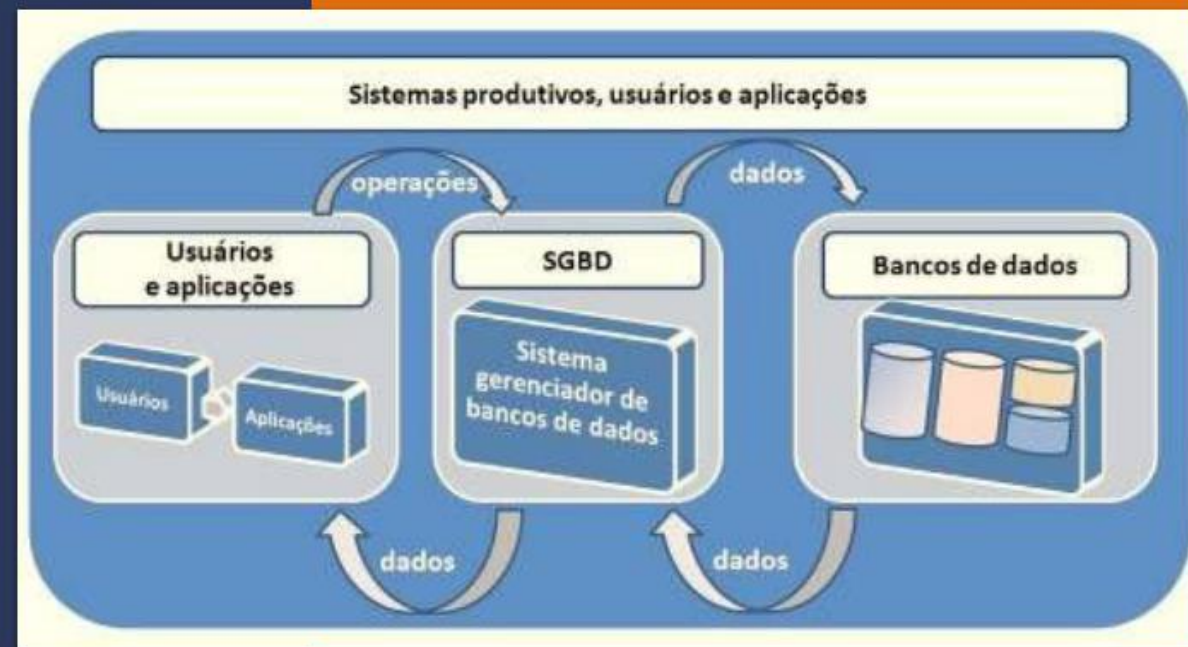 Sistemas produtivos, usuários e aplicações
operações
dados
Usuários
e aplicações
SGBD
Bancos de dados
Usuários
Aplicações
Sistema
gerenciador de
bancos de dados
dados
dados